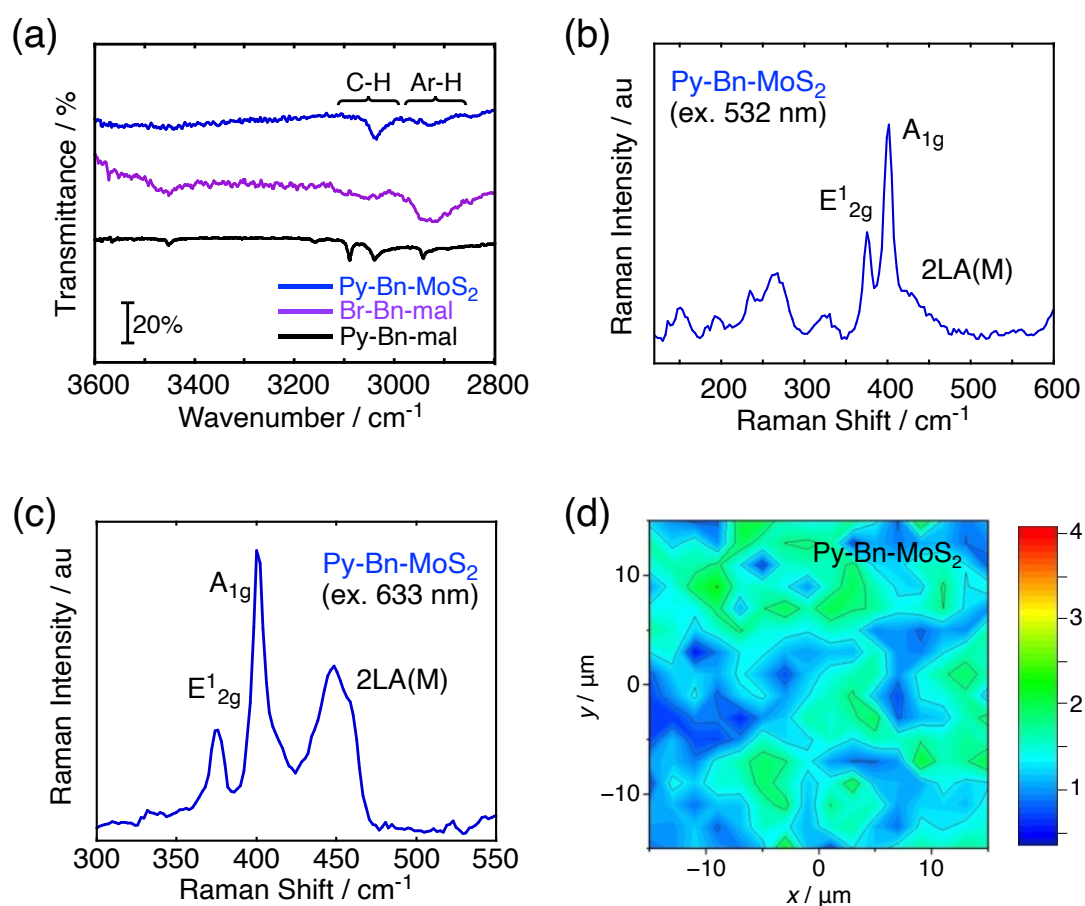 (a)
C-H Ar-H
Transmittance / %
20%
Py-Bn-MoS2
Br-Bn-mal
Py-Bn-mal
3600 3400 3200 3000 2800
Wavenumber / cm-1
(b)
Py-Bn-MoS2
(ex. 532 nm)
A1g
E12g
2LA(M)
Raman Intensity / au
200 300 400 500 600
Raman Shift / cm-1
(c)
Py-Bn-MoS2
(ex. 633 nm)
A1g
E12g
2LA(M)
Raman Intensity / au
300 350 400 450 500 550
Raman Shift / cm-1
(d)
Py-Bn-MoS2
10
0
−10
y / μm
−10 0 10
x / μm
4
3
2
1